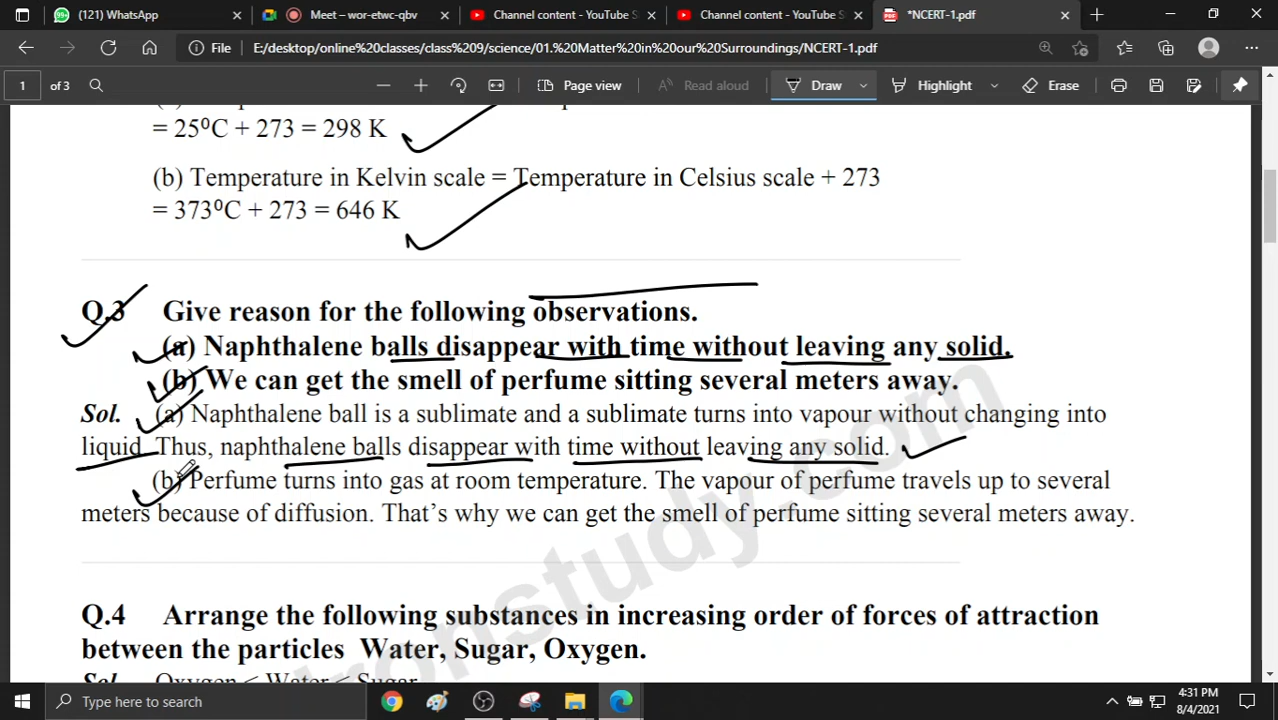 (121) WhatsApp
Meet – wor-etwc-qbv
Channel content - YouTube S
Channel content - YouTube S
*NCERT-1.pdf
File
E:/desktop/online%20classes/class%209/science/01.%20Matter%20in%20our%20Surroundings/NCERT-1.pdf
1 of 3
Page view
Read aloud
Draw
Highlight
Erase
= 25⁰C + 273 = 298 K
(b) Temperature in Kelvin scale = Temperature in Celsius scale + 273
= 373⁰C + 273 = 646 K
Q.3 Give reason for the following observations.
(a) Naphthalene balls disappear with time without leaving any solid.
(b) We can get the smell of perfume sitting several meters away.
Sol. (a) Naphthalene ball is a sublimate and a sublimate turns into vapour without changing into
liquid. Thus, naphthalene balls disappear with time without leaving any solid.
(b) Perfume turns into gas at room temperature. The vapour of perfume travels up to several
meters because of diffusion. That's why we can get the smell of perfume sitting several meters away.
Q.4 Arrange the following substances in increasing order of forces of attraction
between the particles Water, Sugar, Oxygen.
Sol. Oxygen < Water < Sugar
ronstudy.com
Type here to search
4:31 PM
8/4/2021